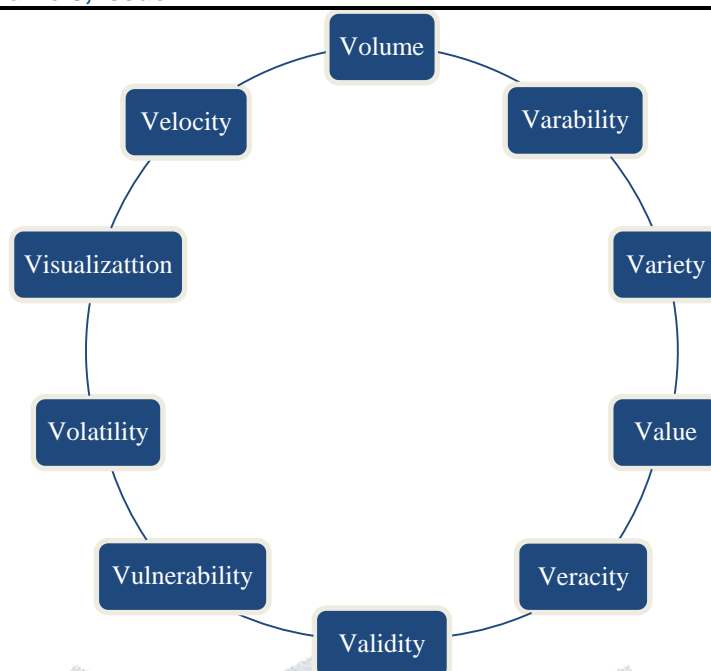 Volume
Varability
Variety
Value
Veracity
Validity
Vulnerability
Volatility
Visualizattion
Velocity